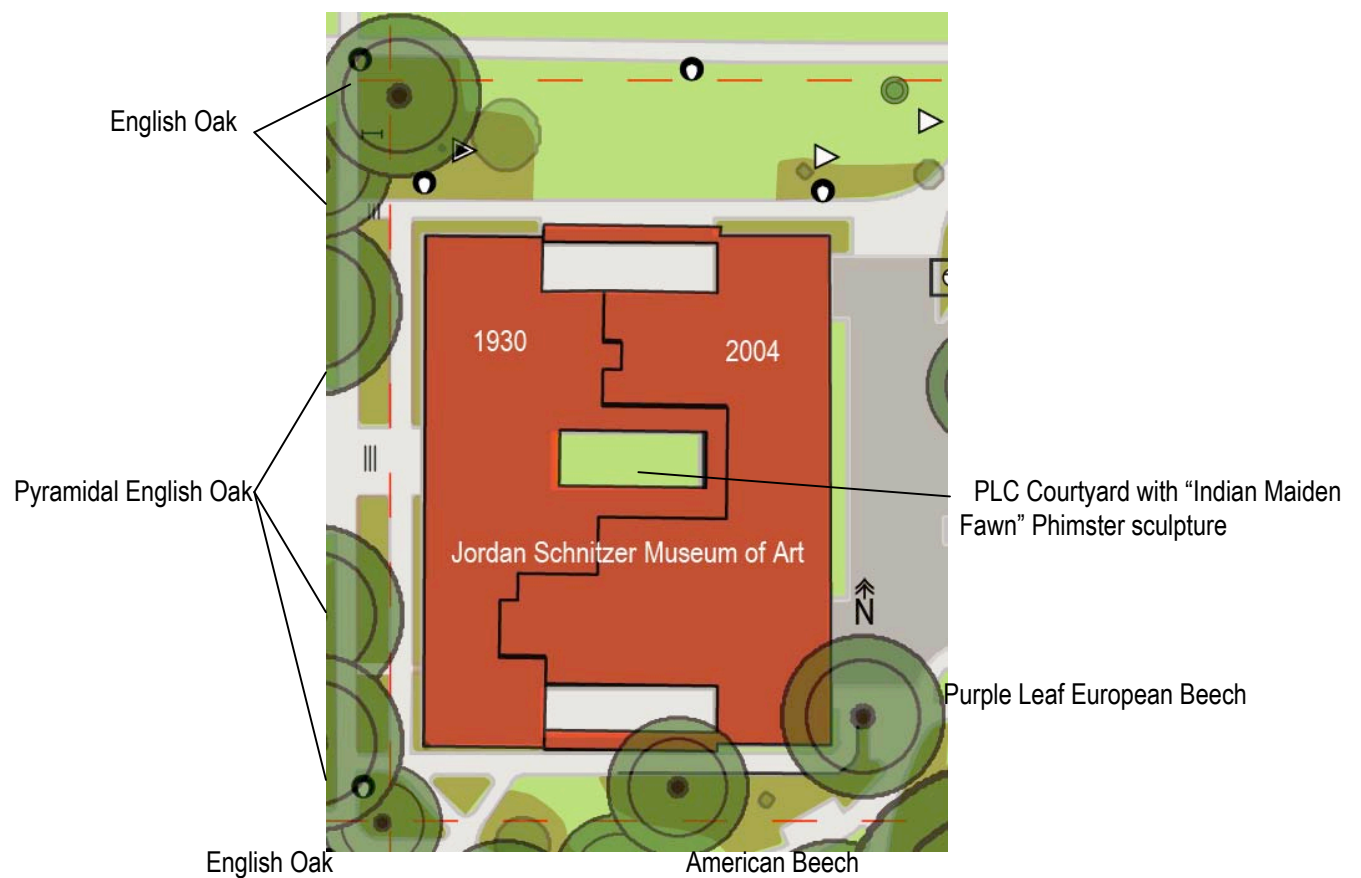 English Oak
1930
2004
Pyramidal English Oak
PLC Courtyard with “Indian Maiden
Fawn” Phimster sculpture
Jordan Schnitzer Museum of Art
N
Purple Leaf European Beech
English Oak
American Beech